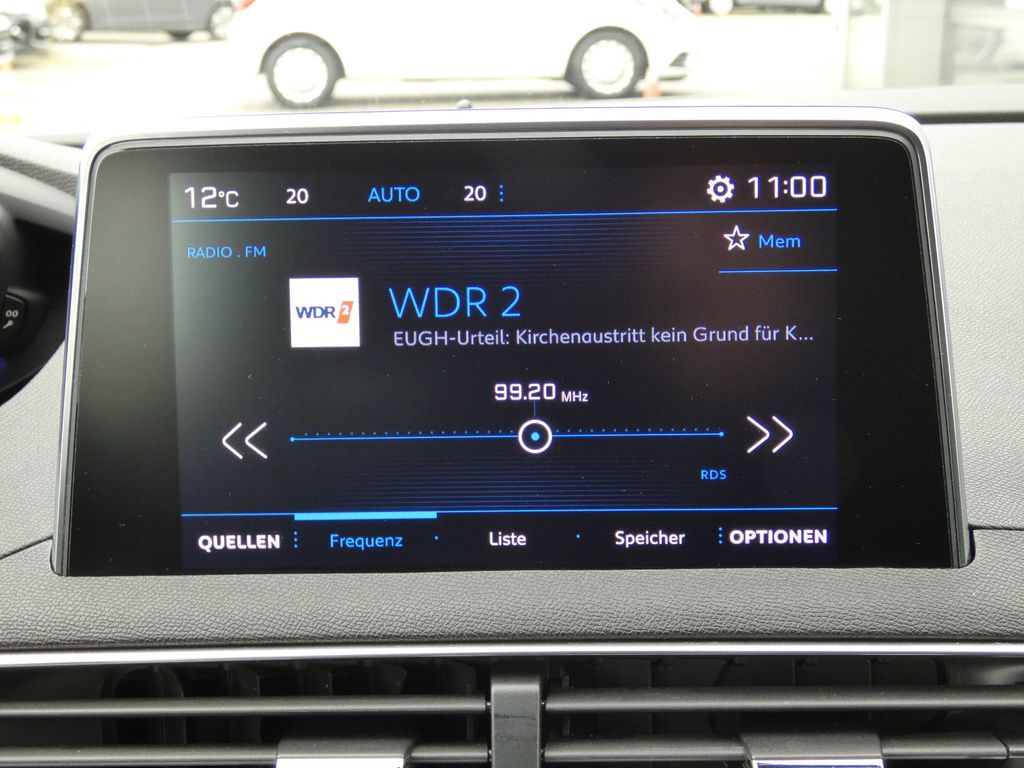 12°C 20 AUTO 20 11:00
RADIO . FM
Mem
WDR 2
WDR 2
EUGH-Urteil: Kirchenaustritt kein Grund für K...
99.20 MHz
RDS
QUELLEN Frequenz Liste Speicher OPTIONEN